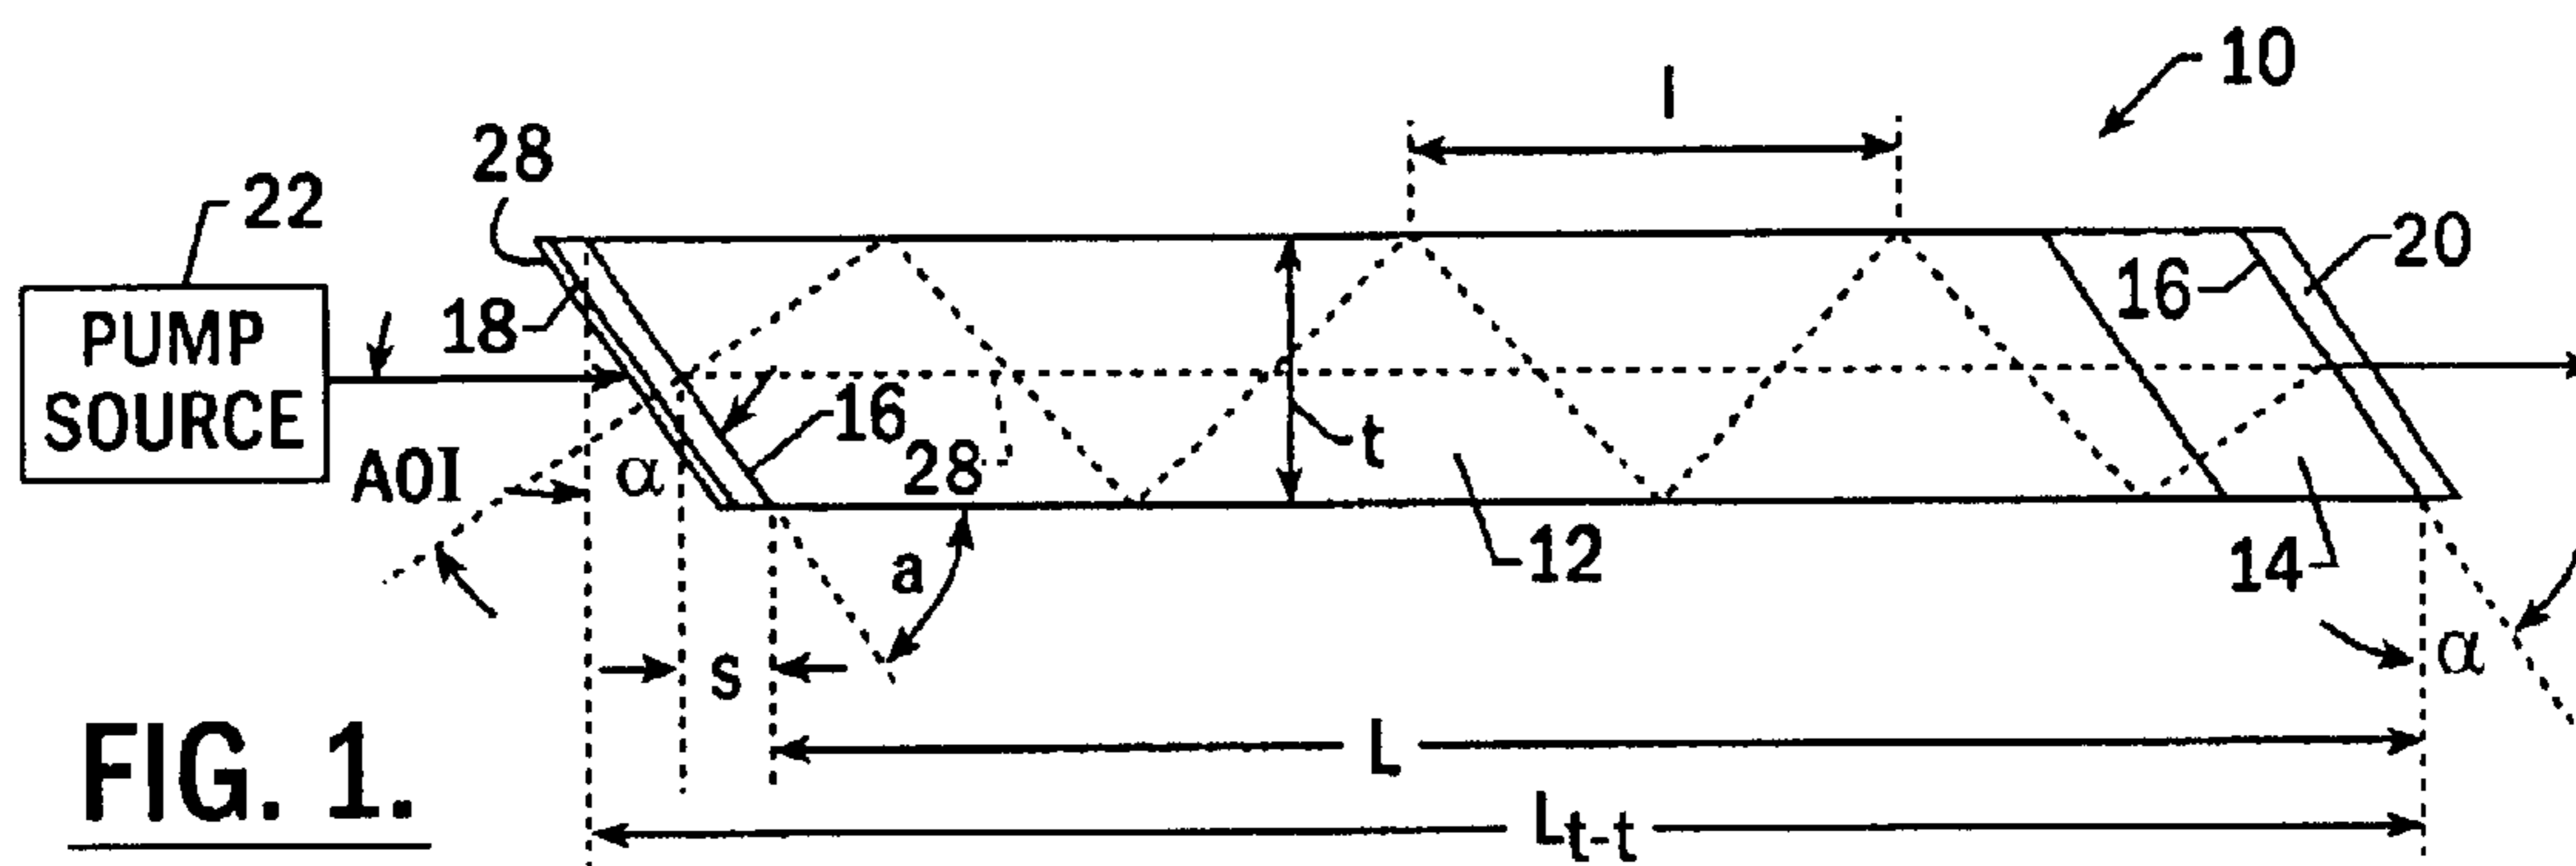 10
l
28
22
20
18
16
PUMP
SOURCE
16
t
AOI
α
28
12
14
a
s
α
L
Lt-t
FIG. 1.